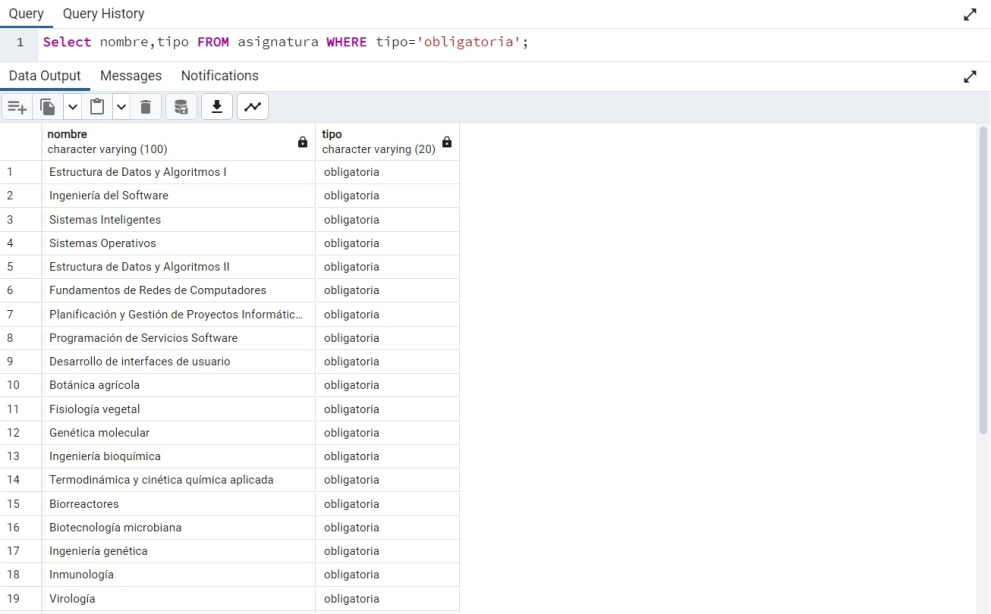 Query Query History
1 Select nombre,tipo FROM asignatura WHERE tipo='obligatoria';
Data Output Messages Notifications
nombre tipo
character varying (100) character varying (20)
1 Estructura de Datos y Algoritmos I obligatoria
2 Ingeniería del Software obligatoria
3 Sistemas Inteligentes obligatoria
4 Sistemas Operativos obligatoria
5 Estructura de Datos y Algoritmos II obligatoria
6 Fundamentos de Redes de Computadores obligatoria
7 Planificación y Gestión de Proyectos Informátic... obligatoria
8 Programación de Servicios Software obligatoria
9 Desarrollo de interfaces de usuario obligatoria
10 Botánica agrícola obligatoria
11 Fisiología vegetal obligatoria
12 Genética molecular obligatoria
13 Ingeniería bioquímica obligatoria
14 Termodinámica y cinética química aplicada obligatoria
15 Biorreactores obligatoria
16 Biotecnología microbiana obligatoria
17 Ingeniería genética obligatoria
18 Inmunología obligatoria
19 Virología obligatoria